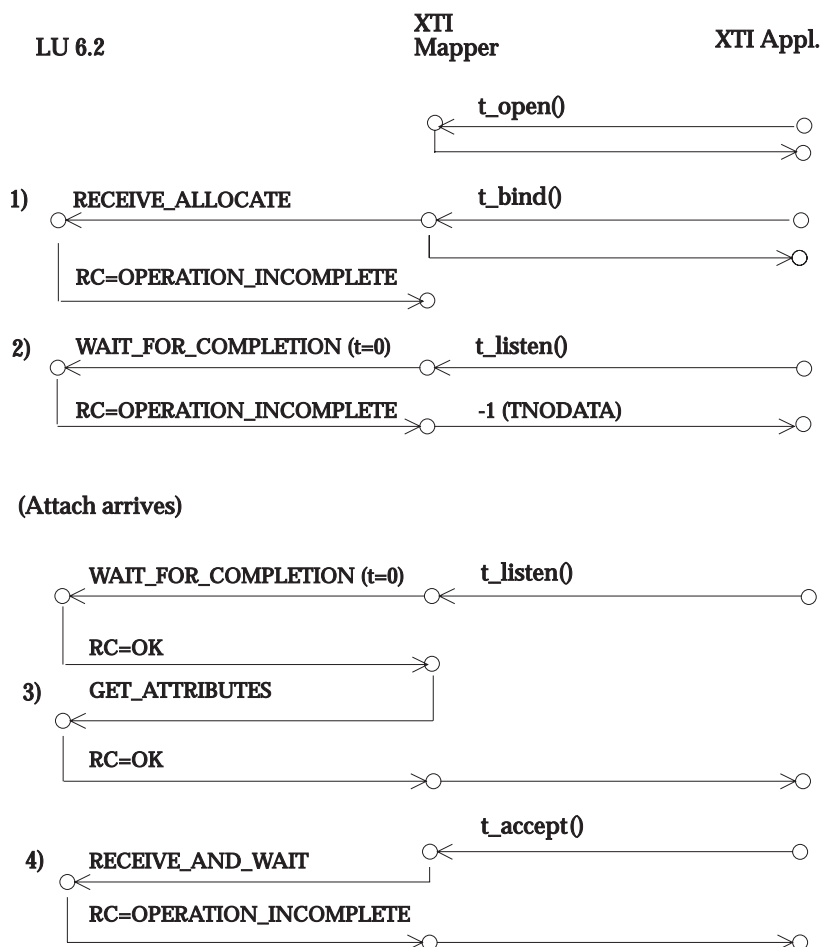 LU 6.2
XTI
Mapper
XTI Appl.
t_open()
1)
RECEIVE_ALLOCATE
t_bind()
RC=OPERATION_INCOMPLETE
2)
WAIT_FOR_COMPLETION (t=0)
t_listen()
RC=OPERATION_INCOMPLETE
-1 (TNODATA)
(Attach arrives)
WAIT_FOR_COMPLETION (t=0)
t_listen()
RC=OK
3)
GET_ATTRIBUTES
RC=OK
t_accept()
4)
RECEIVE_AND_WAIT
RC=OPERATION_INCOMPLETE